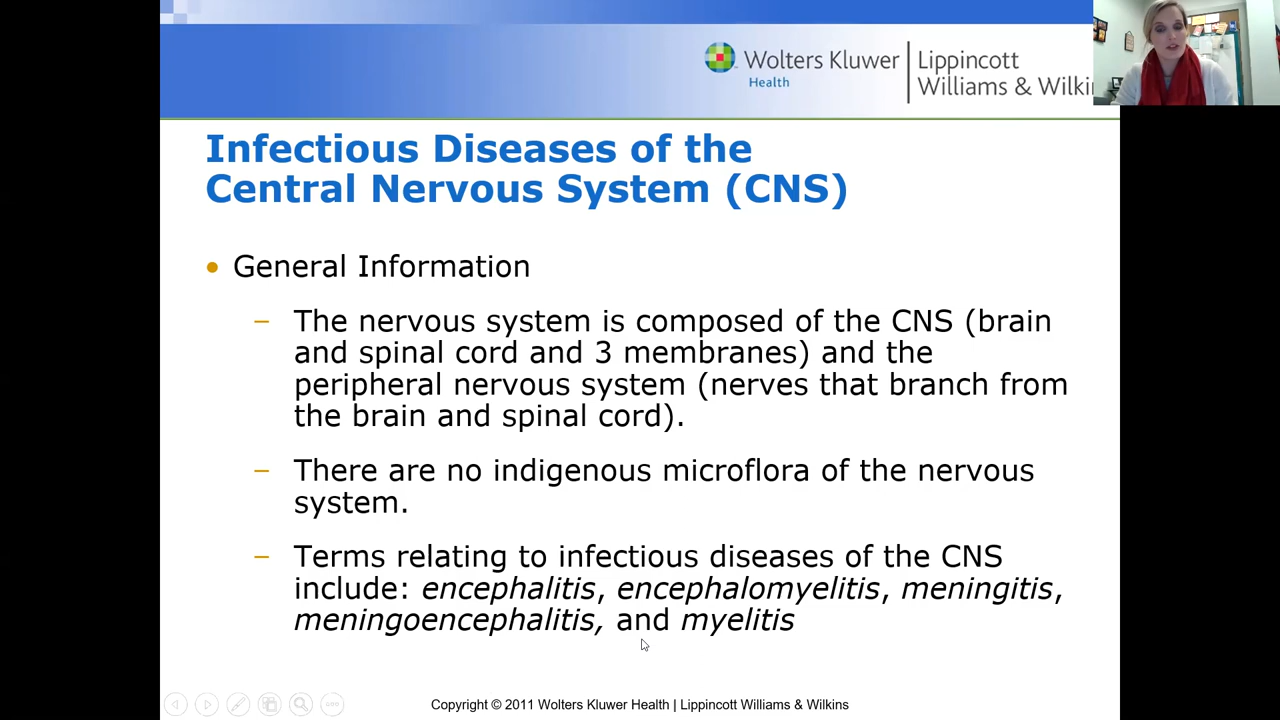 Wolters Kluwer
Health
Lippincott
Williams & Wilki
Infectious Diseases of the
Central Nervous System (CNS)
• General Information
– The nervous system is composed of the CNS (brain
and spinal cord and 3 membranes) and the
peripheral nervous system (nerves that branch from
the brain and spinal cord).
– There are no indigenous microflora of the nervous
system.
– Terms relating to infectious diseases of the CNS
include: encephalitis, encephalomyelitis, meningitis,
meningoencephalitis, and myelitis
Copyright © 2011 Wolters Kluwer Health | Lippincott Williams & Wilkins